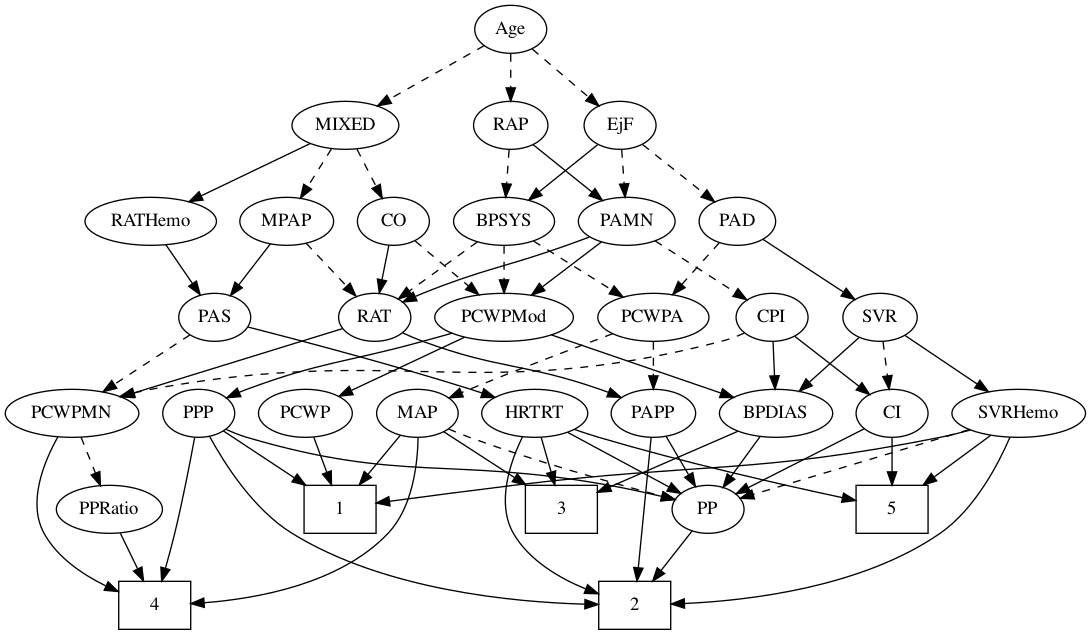 Age
MIXED
RAP
EjF
RATHemo
MPAP
CO
BPSYS
PAMN
PAD
PAS
RAT
PCWPMod
PCWPA
CPI
SVR
PCWPMN
PPP
PCWP
MAP
HRTRT
PAPP
BPDIAS
CI
SVRHemo
PPRatio
1
3
PP
5
4
2